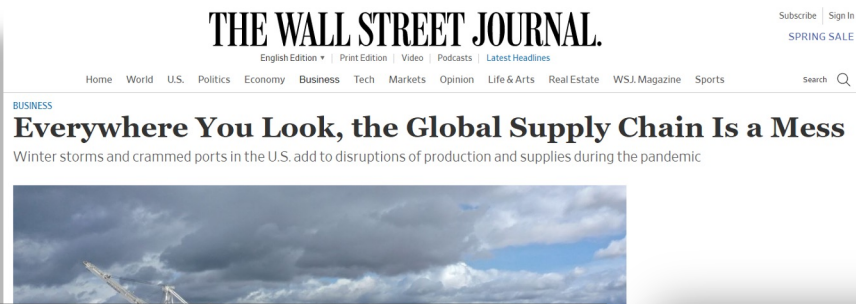 Subscribe | Sign In
THE WALL STREET JOURNAL.
SPRING SALE
English Edition ▾ | Print Edition | Video | Podcasts | Latest Headlines
Home World U.S. Politics Economy Business Tech Markets Opinion Life & Arts Real Estate WSJ. Magazine Sports Search
BUSINESS
Everywhere You Look, the Global Supply Chain Is a Mess
Winter storms and crammed ports in the U.S. add to disruptions of production and supplies during the pandemic